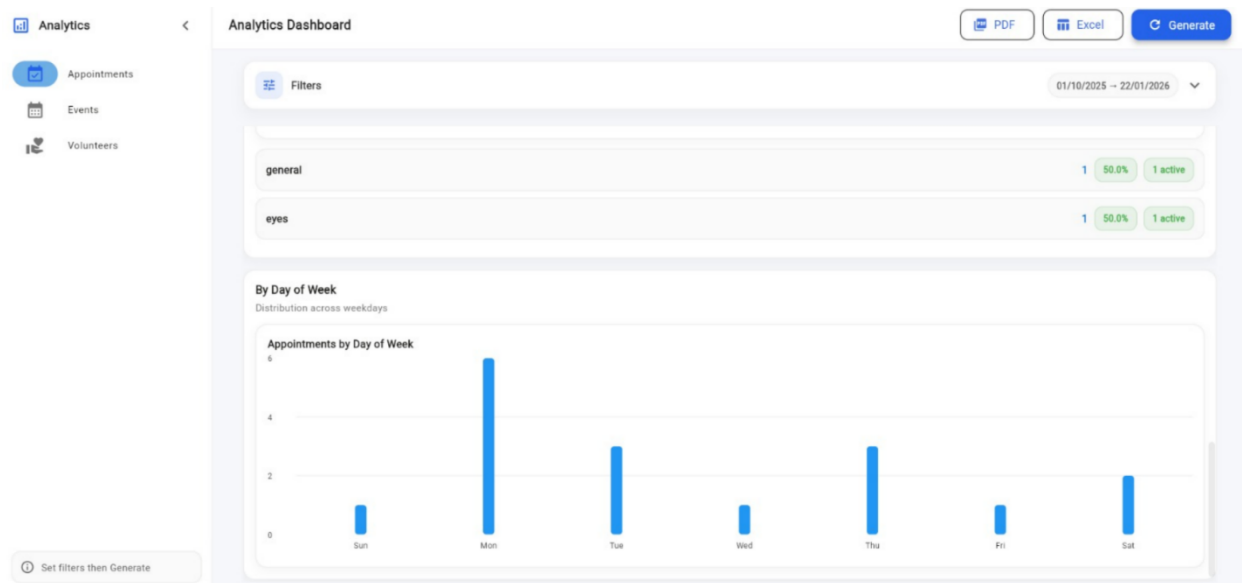 Analytics
Analytics Dashboard
PDF
Excel
Generate
Appointments
Events
Volunteers
Filters
01/10/2025 → 22/01/2026
general 1 50.0% 1 active
eyes 1 50.0% 1 active
By Day of Week
Distribution across weekdays
Appointments by Day of Week
6
4
2
0
Sun Mon Tue Wed Thu Fri Sat
Set filters then Generate